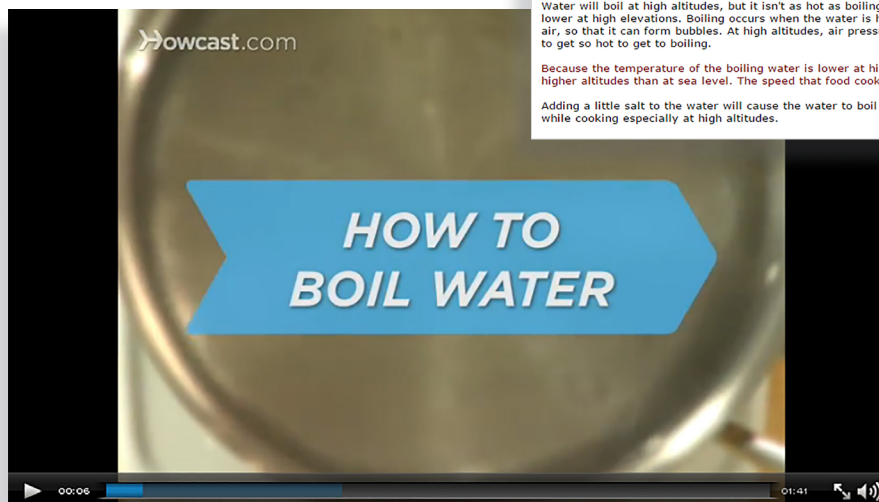 Howcast.com
Water will boil at high altitudes, but it isn't as hot as boiling
lower at high elevations. Boiling occurs when the water is
air, so that it can form bubbles. At high altitudes, air
to get so hot to get to boiling.
Because the temperature of the boiling water is lower at
higher altitudes than at sea level. The speed that food
Adding a little salt to the water will cause the water to boil
while cooking especially at high altitudes.
HOW TO
BOIL WATER
00:06
01:41